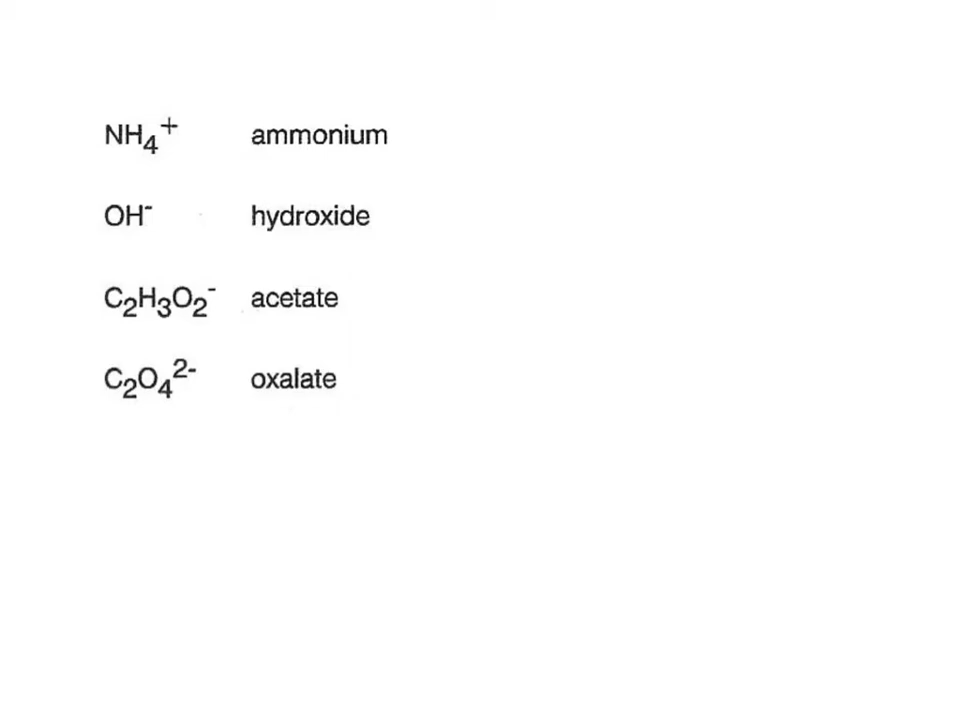 NH₄⁺ ammonium
OH⁻ hydroxide
C₂H₃O₂⁻ acetate
C₂O₄²⁻ oxalate